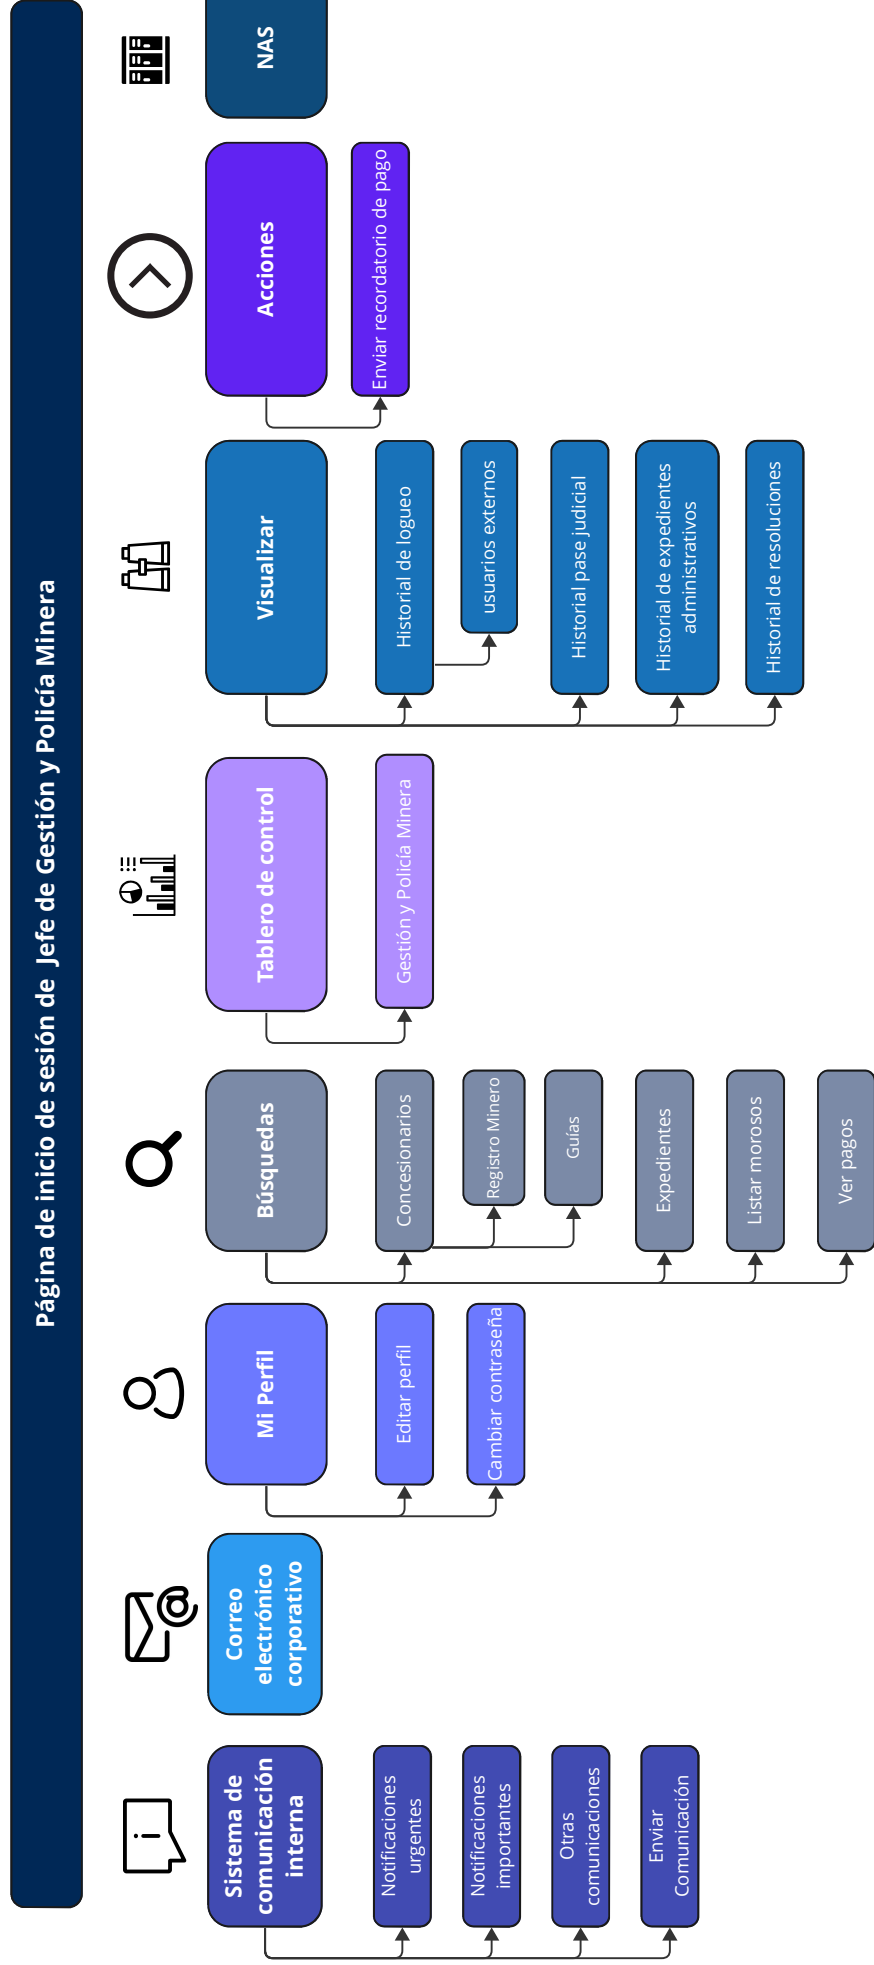 Página de inicio de sesión de Jefe de Gestión y Policía Minera
Sistema de
comunicación
interna
Notificaciones
urgentes
Notificaciones
importantes
Otras
comunicaciones
Enviar
Comunicación
Correo
electrónico
corporativo
Mi Perfil
Editar perfil
Cambiar contraseña
Búsquedas
Concesionarios
Registro Minero
Guías
Expedientes
Listar morosos
Ver pagos
Tablero de control
Gestión y Policía Minera
Visualizar
Historial de logueo
usuarios externos
Historial pase judicial
Historial de expedientes
administrativos
Historial de resoluciones
Acciones
Enviar recordatorio de pago
NAS